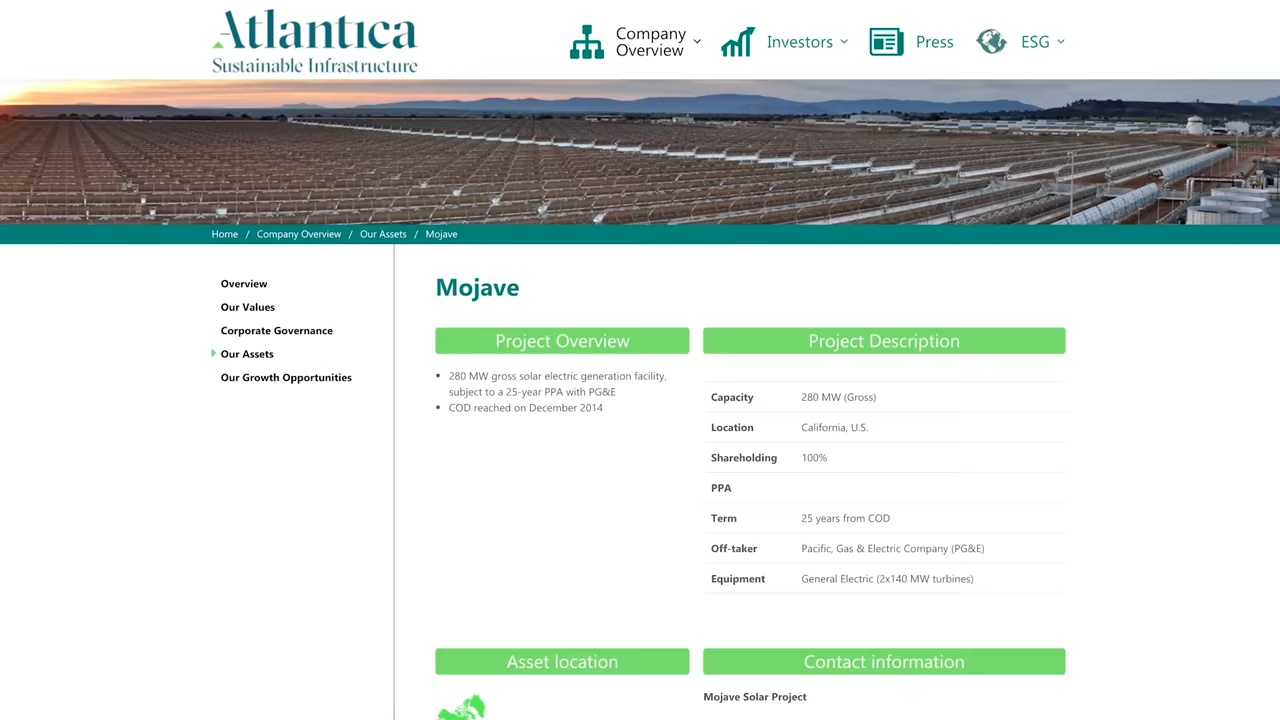 Atlantica
Sustainable Infrastructure
Company
Overview
Investors
Press
ESG
Home / Company Overview / Our Assets / Mojave
Overview
Our Values
Corporate Governance
Our Assets
Our Growth Opportunities
Mojave
Project Overview
• 280 MW gross solar electric generation facility,
subject to a 25-year PPA with PG&E
• COD reached on December 2014
Project Description
Capacity 280 MW (Gross)
Location California, U.S.
Shareholding 100%
PPA
Term 25 years from COD
Off-taker Pacific, Gas & Electric Company (PG&E)
Equipment General Electric (2x140 MW turbines)
Asset location
Contact information
Mojave Solar Project